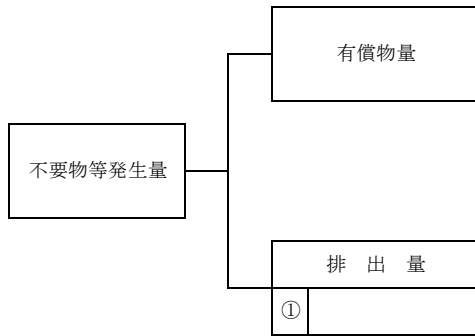 有償物量
不要物等発生量
排 出 量
①